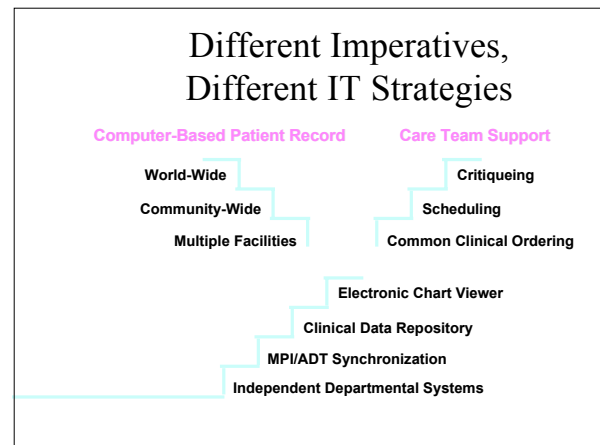 Different Imperatives,
Different IT Strategies
Computer-Based Patient Record Care Team Support
World-Wide Critiqueing
Community-Wide Scheduling
Multiple Facilities Common Clinical Ordering
Electronic Chart Viewer
Clinical Data Repository
MPI/ADT Synchronization
Independent Departmental Systems